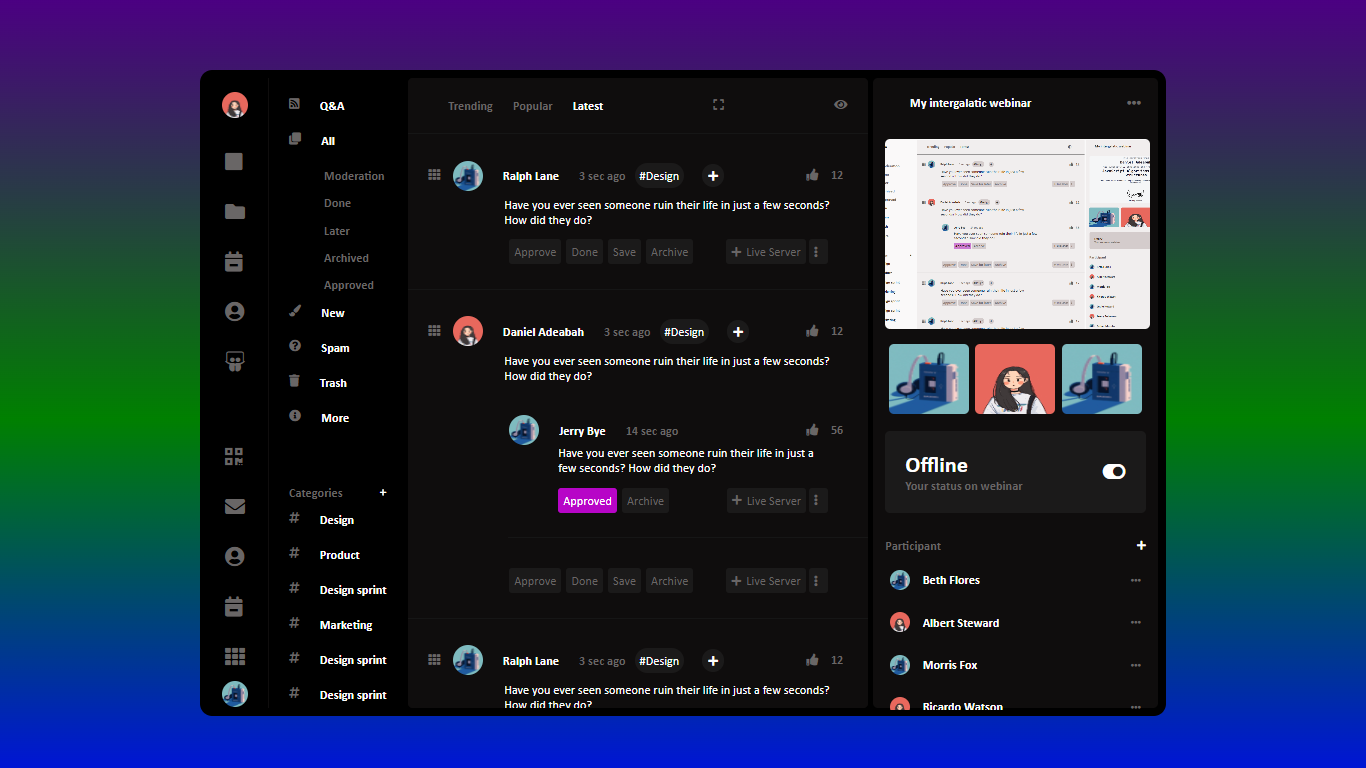 Q&A
All
Moderation
Done
Later
Archived
Approved
New
Spam
Trash
More
Categories +
# Design
# Product
# Design sprint
# Marketing
# Design sprint
# Design sprint
Trending Popular Latest
Ralph Lane 3 sec ago #Design + 12
Have you ever seen someone ruin their life in just a few seconds?
How did they do?
Approve Done Save Archive + Live Server
Daniel Adeabah 3 sec ago #Design + 12
Have you ever seen someone ruin their life in just a few seconds?
How did they do?
Jerry Bye 14 sec ago 56
Have you ever seen someone ruin their life in just a
few seconds? How did they do?
Approved Archive + Live Server
Approve Done Save Archive + Live Server
Ralph Lane 3 sec ago #Design + 12
Have you ever seen someone ruin their life in just a few seconds?
How did they do?
My intergalatic webinar
Offline
Your status on webinar
Participant +
Beth Flores
Albert Steward
Morris Fox
Ricardo Watson